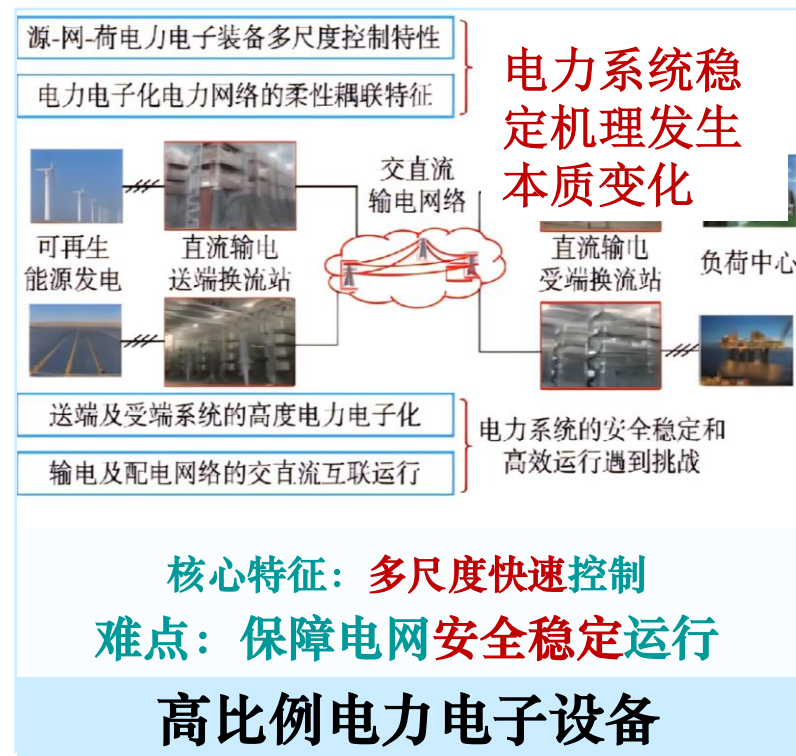 源-网-荷电力电子装备多尺度控制特性
电力电子化电力网络的柔性耦联特征
电力系统稳
定机理发生
本质变化
交直流
输电网络
可再生
能源发电
直流输电
送端换流站
直流输电
受端换流站
负荷中心
送端及受端系统的高度电力电子化
输电及配电网络的交直流互联运行
电力系统的安全稳定和
高效运行遇到挑战
核心特征：多尺度快速控制
难点：保障电网安全稳定运行
高比例电力电子设备